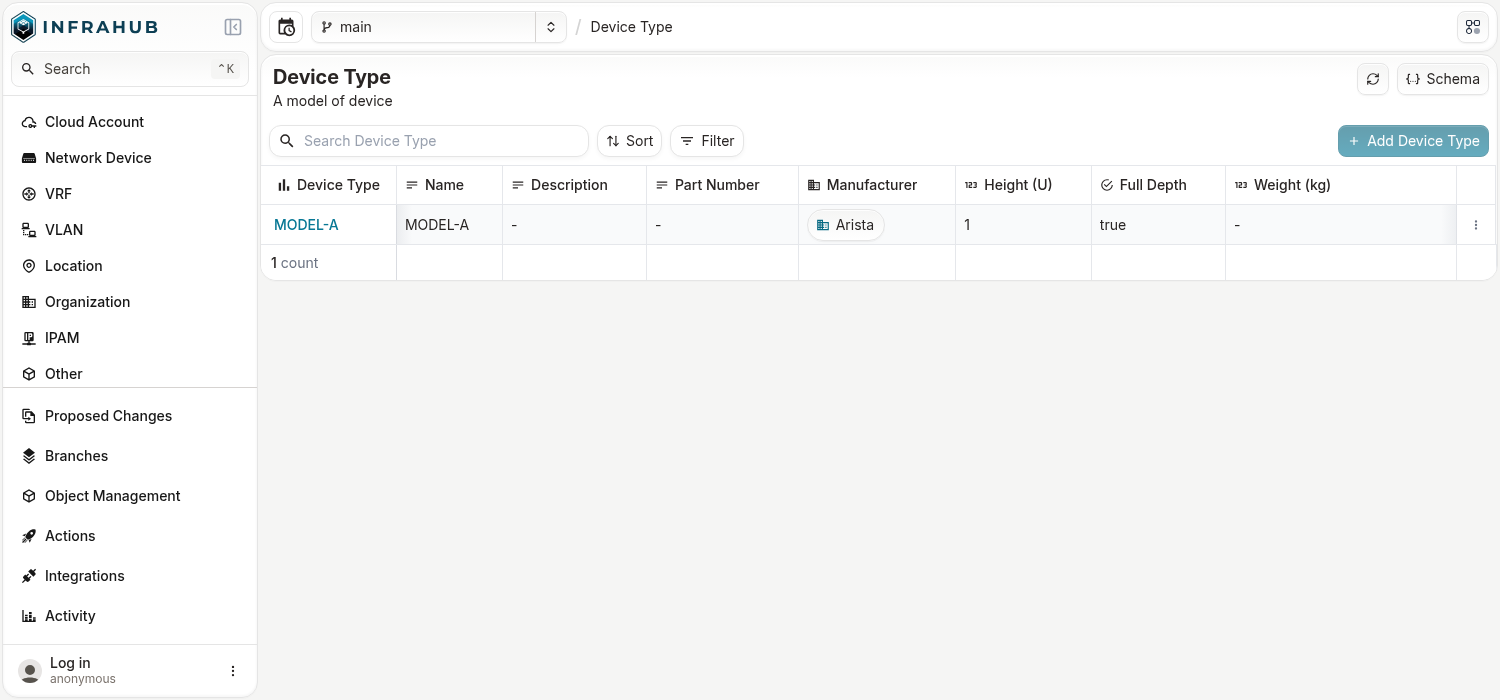 INFRAHUB
Search ⌃K
Cloud Account
Network Device
VRF
VLAN
Location
Organization
IPAM
Other
Proposed Changes
Branches
Object Management
Actions
Integrations
Activity
Log in
anonymous
main / Device Type
Device Type
A model of device
Schema
Search Device Type Sort Filter + Add Device Type
Device Type Name Description Part Number Manufacturer 123 Height (U) Full Depth 123 Weight (kg)
MODEL-A MODEL-A - - Arista 1 true -
1 count